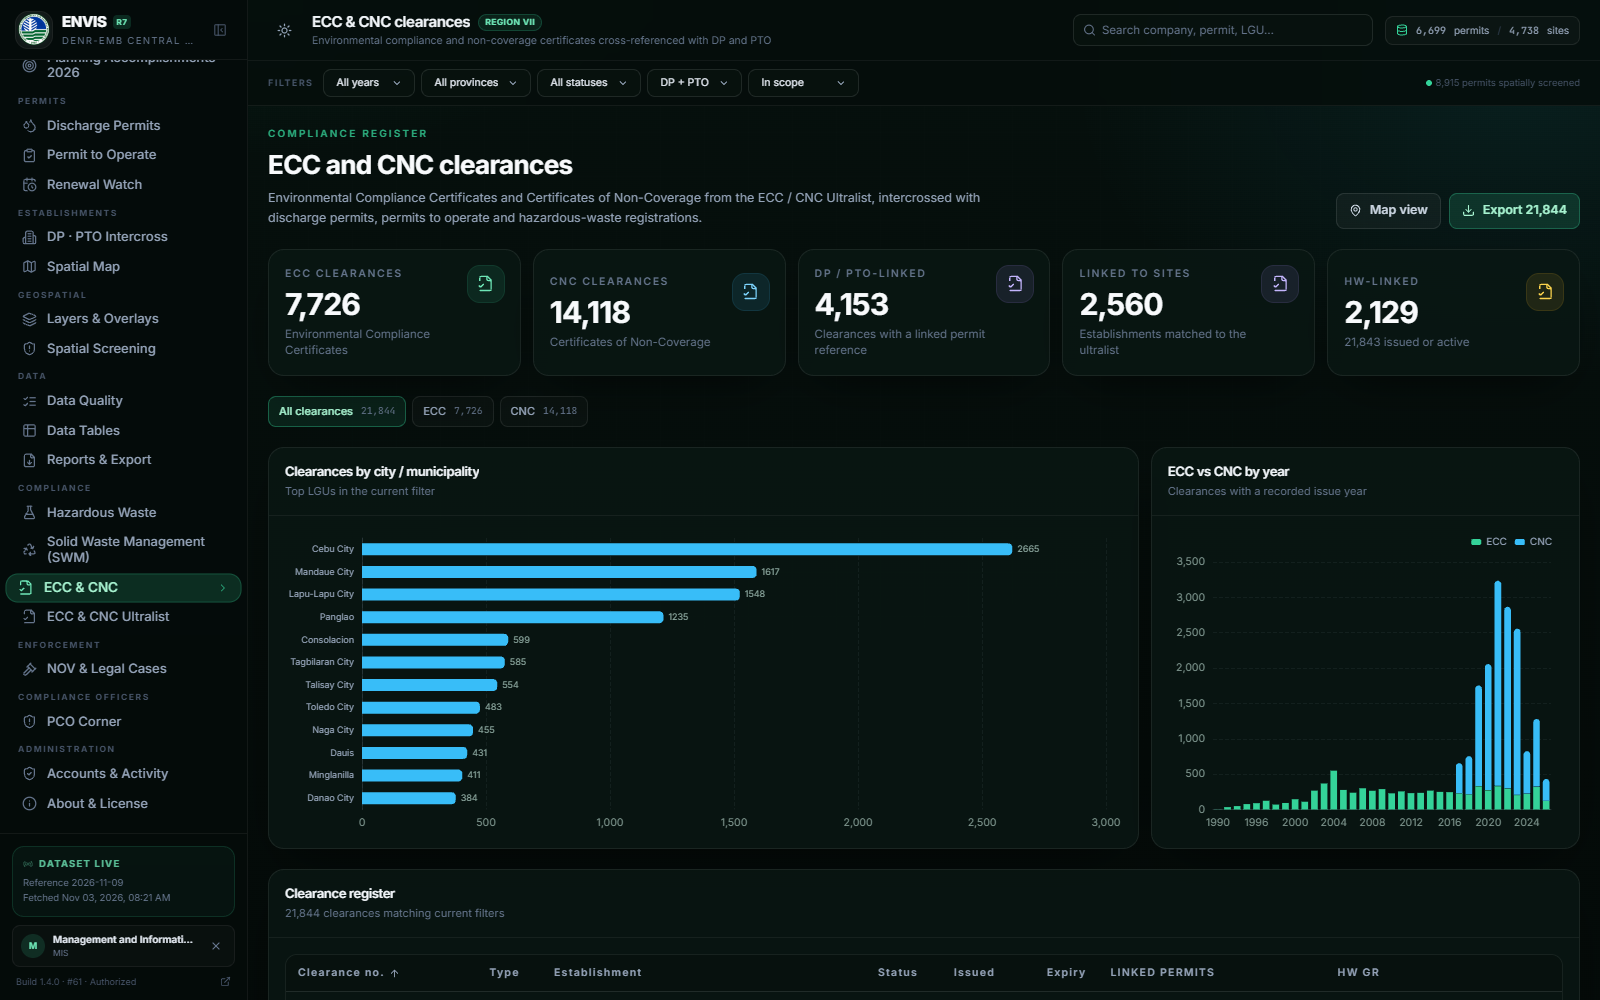 ENVIS R7
DENR-EMB CENTRAL ...
Planning Accomplishments
2026
PERMITS
Discharge Permits
Permit to Operate
Renewal Watch
ESTABLISHMENTS
DP · PTO Intercross
Spatial Map
GEOSPATIAL
Layers & Overlays
Spatial Screening
DATA
Data Quality
Data Tables
Reports & Export
COMPLIANCE
Hazardous Waste
Solid Waste Management
(SWM)
ECC & CNC
ECC & CNC Ultralist
ENFORCEMENT
NOV & Legal Cases
COMPLIANCE OFFICERS
PCO Corner
ADMINISTRATION
Accounts & Activity
About & License
DATASET LIVE
Reference 2026-11-09
Fetched Nov 03, 2026, 08:21 AM
M
Management and Informati...
MIS
Build 1.4.0 · #61 · Authorized
ECC & CNC clearances REGION VII
Environmental compliance and non-coverage certificates cross-referenced with DP and PTO
Search company, permit, LGU...
6,699 permits / 4,738 sites
FILTERS All years All provinces All statuses DP + PTO In scope
8,915 permits spatially screened
COMPLIANCE REGISTER
ECC and CNC clearances
Environmental Compliance Certificates and Certificates of Non-Coverage from the ECC / CNC Ultralist, intercrossed with
discharge permits, permits to operate and hazardous-waste registrations.
Map view
Export 21,844
ECC CLEARANCES
7,726
Environmental Compliance
Certificates
CNC CLEARANCES
14,118
Certificates of Non-Coverage
DP / PTO-LINKED
4,153
Clearances with a linked permit
reference
LINKED TO SITES
2,560
Establishments matched to the
ultralist
HW-LINKED
2,129
21,843 issued or active
All clearances 21,844
ECC 7,726
CNC 14,118
Clearances by city / municipality
Top LGUs in the current filter
Cebu City 2665
Mandaue City 1617
Lapu-Lapu City 1548
Panglao 1235
Consolacion 599
Tagbilaran City 585
Talisay City 554
Toledo City 483
Naga City 455
Dauis 431
Minglanilla 411
Danao City 384
0 500 1,000 1,500 2,000 2,500 3,000
ECC vs CNC by year
Clearances with a recorded issue year
ECC CNC
3,500
3,000
2,500
2,000
1,500
1,000
500
0
1990 1996 2000 2004 2008 2012 2016 2020 2024
Clearance register
21,844 clearances matching current filters
Clearance no. Type Establishment Status Issued Expiry LINKED PERMITS HW GR